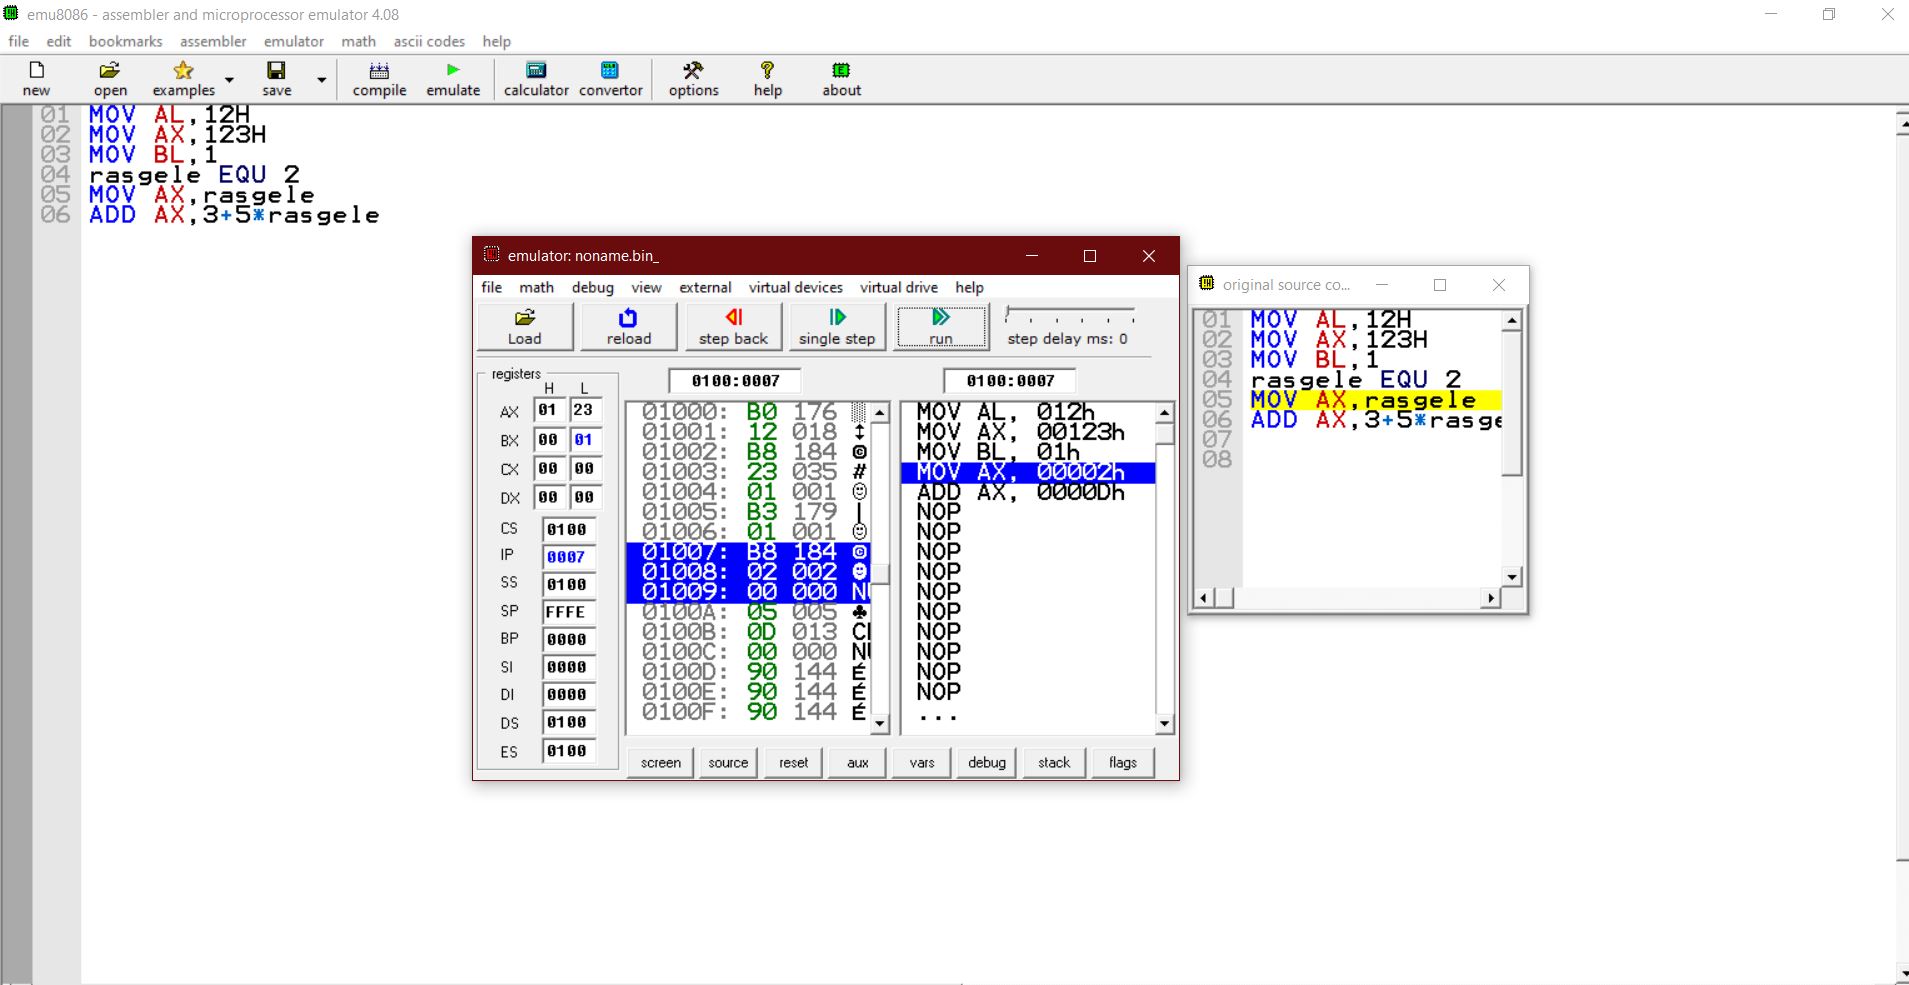 emu8086 - assembler and microprocessor emulator 4.08
file edit bookmarks assembler emulator math ascii codes help
new open examples save compile emulate calculator convertor options help about
01 MOV AL,12H
02 MOV AX,123H
03 MOV BL,1
04 rasgele EQU 2
05 MOV AX,rasgele
06 ADD AX,3+5*rasgele
emulator: noname.bin_
file math debug view external virtual devices virtual drive help
Load reload step back single step run step delay ms: 0
registers
H L
AX 01 23
BX 00 01
CX 00 00
DX 00 00
CS 0100
IP 0007
SS 0100
SP FFFE
BP 0000
SI 0000
DI 0000
DS 0100
ES 0100
0100:0007
01000: B0 176 ▒
01001: 12 018 ↕
01002: B8 184 ©
01003: 23 035 #
01004: 01 001 ☺
01005: B3 179 │
01006: 01 001 ☺
01007: B8 184 ©
01008: 02 002 ☻
01009: 00 000 NU
0100A: 05 005 ♣
0100B: 0D 013 C
0100C: 00 000 NU
0100D: 90 144 É
0100E: 90 144 É
0100F: 90 144 É
0100:0007
MOV AL, 012h
MOV AX, 00123h
MOV BL, 01h
MOV AX, 00002h
ADD AX, 0000Dh
NOP
NOP
NOP
NOP
NOP
NOP
NOP
NOP
NOP
NOP
...
screen source reset aux vars debug stack flags
original source co...
01 MOV AL,12H
02 MOV AX,123H
03 MOV BL,1
04 rasgele EQU 2
05 MOV AX,rasgele
06 ADD AX,3+5*rasge
07
08